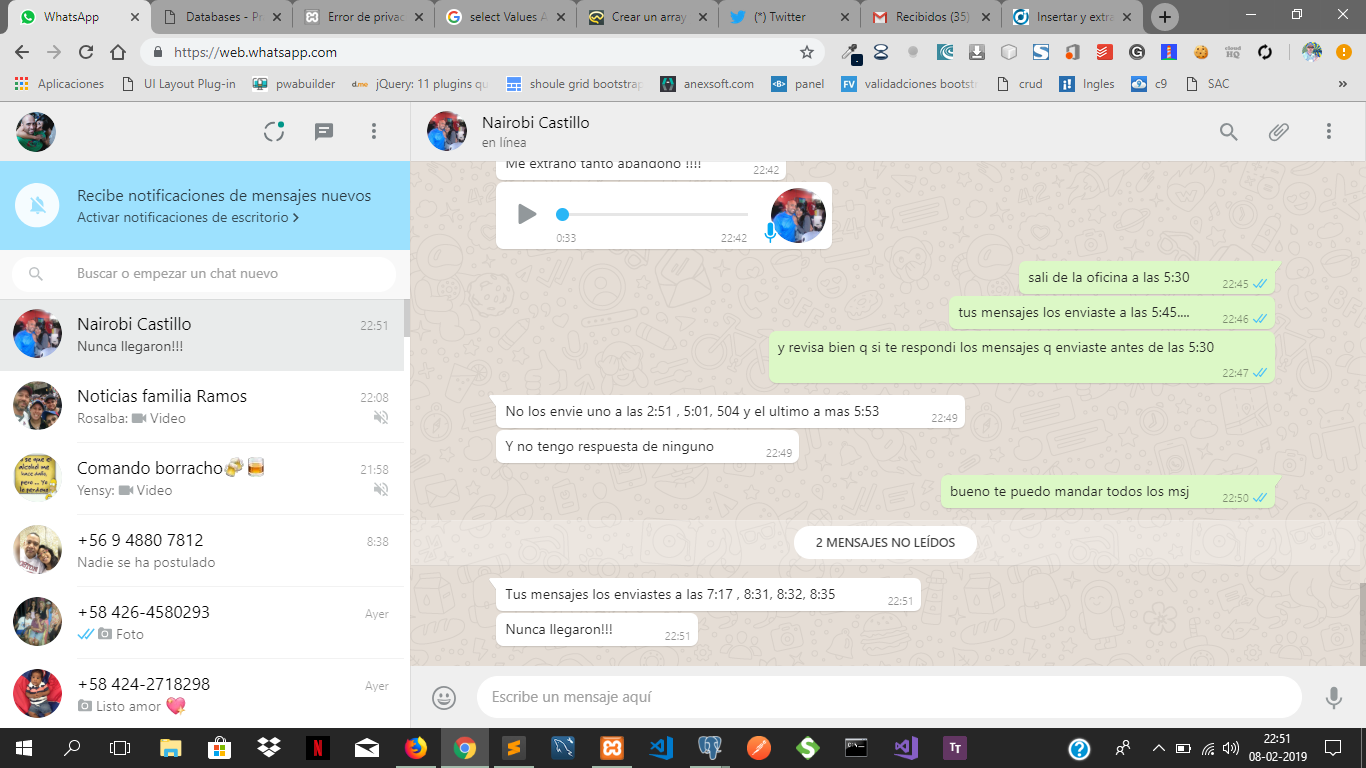 WhatsApp
Databases - Pr
Error de privac
select Values A
Crear un array
(*) Twitter
Recibidos (35)
Insertar y extra
https://web.whatsapp.com
Aplicaciones
UI Layout Plug-in
pwabuilder
jQuery: 11 plugins qu
shoule grid bootstrap
anexsoft.com
panel
validadciones bootst
crud
Ingles
c9
SAC
Nairobi Castillo
en línea
Recibe notificaciones de mensajes nuevos
Activar notificaciones de escritorio >
Buscar o empezar un chat nuevo
Nairobi Castillo 22:51
Nunca llegaron!!!
Noticias familia Ramos 22:08
Rosalba: Video
Comando borracho🍻🥃 21:58
Yensy: Video
+56 9 4880 7812 8:38
Nadie se ha postulado
+58 426-4580293 Ayer
Foto
+58 424-2718298 Ayer
Listo amor 💖
Me extraño tanto abandono !!!! 22:42
0:33 22:42
sali de la oficina a las 5:30 22:45
tus mensajes los enviaste a las 5:45.... 22:46
y revisa bien q si te respondi los mensajes q enviaste antes de las 5:30
22:47
No los envie uno a las 2:51 , 5:01, 504 y el ultimo a mas 5:53 22:49
Y no tengo respuesta de ninguno 22:49
bueno te puedo mandar todos los msj 22:50
2 MENSAJES NO LEÍDOS
Tus mensajes los enviastes a las 7:17 , 8:31, 8:32, 8:35 22:51
Nunca llegaron!!! 22:51
Escribe un mensaje aquí
22:51
08-02-2019